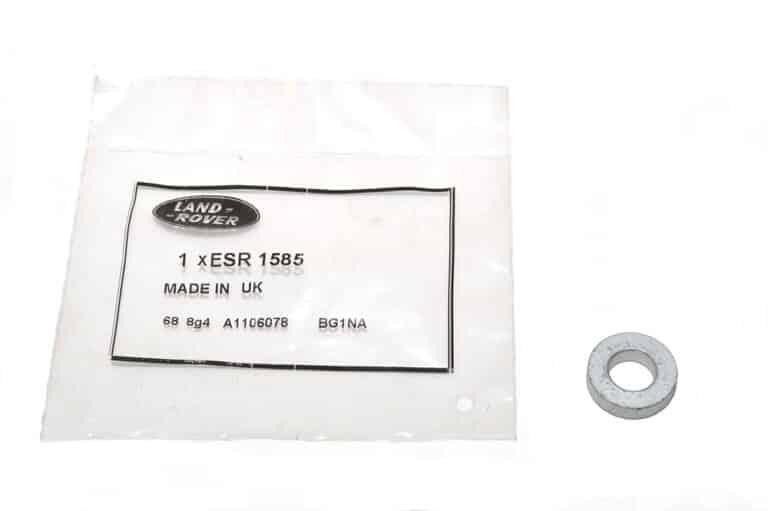 LAND-
-ROVER
1 xESR 1585
MADE IN UK
68 8g4 A1106078 BG1NA